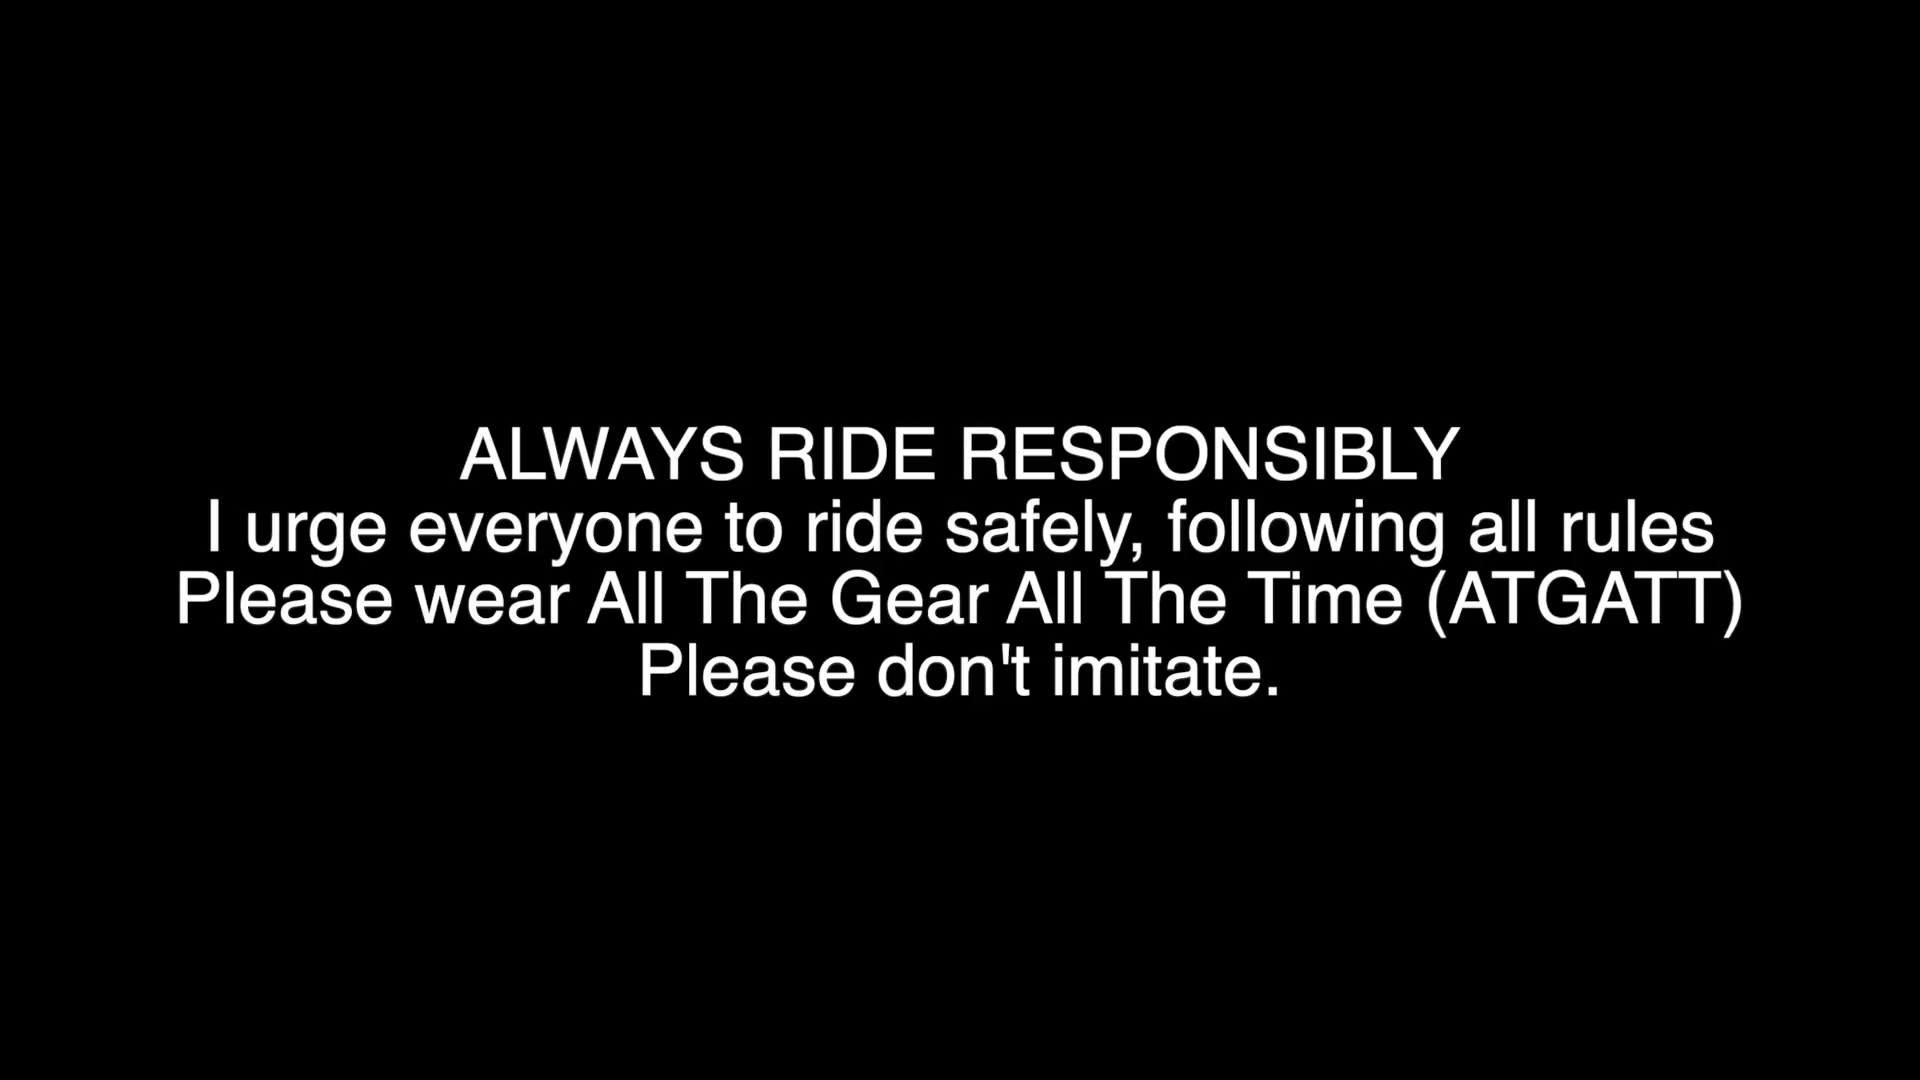 ALWAYS RIDE RESPONSIBLY
I urge everyone to ride safely, following all rules
Please wear All The Gear All The Time (ATGATT)
Please don't imitate.